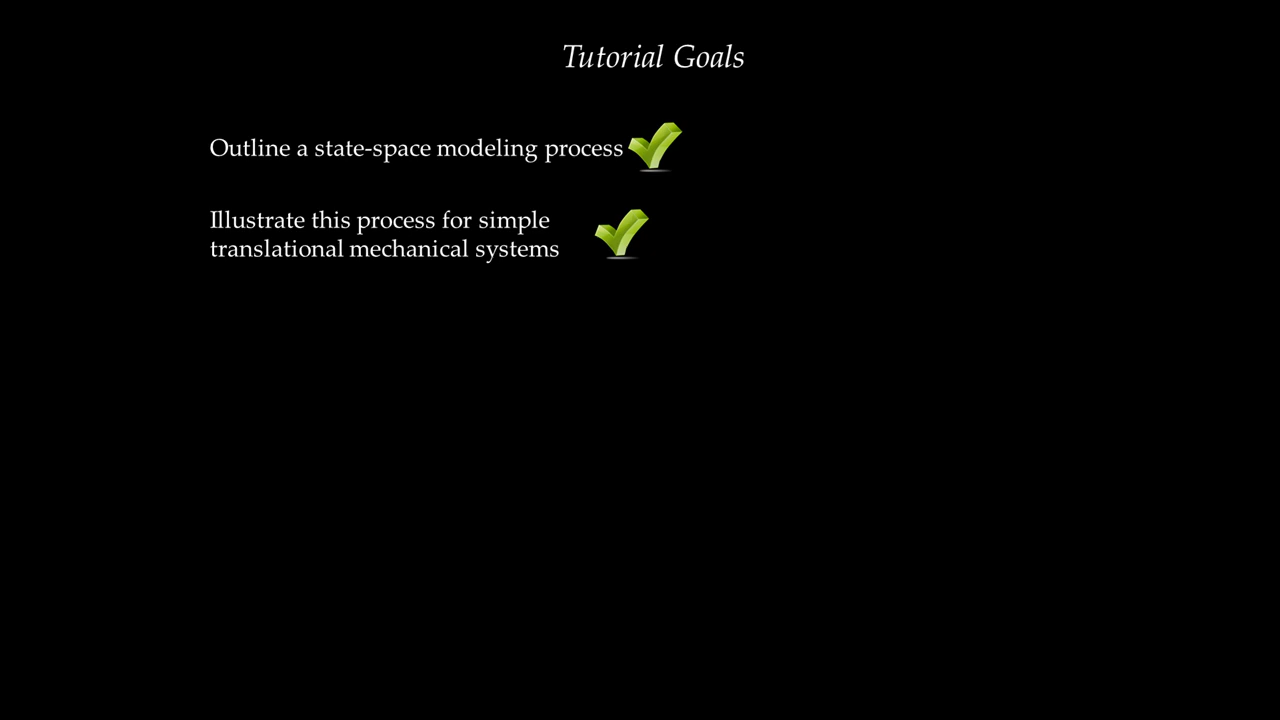 Tutorial Goals
Outline a state-space modeling process
Illustrate this process for simple
translational mechanical systems